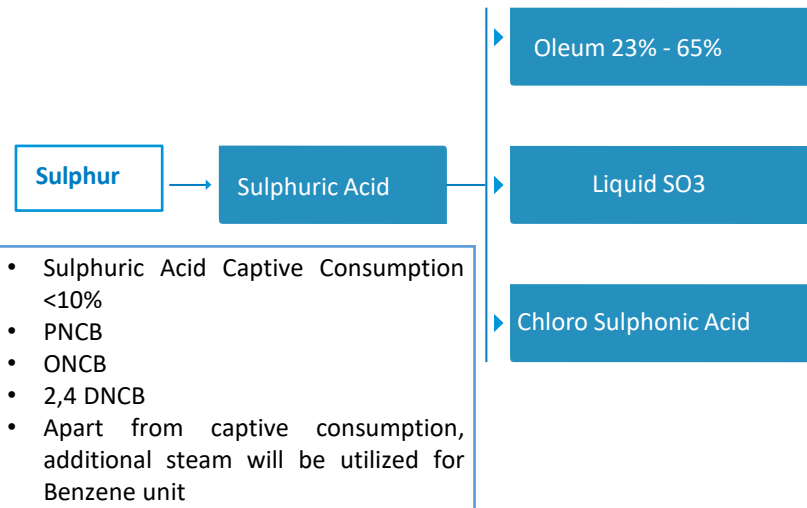 Oleum 23% - 65%
Sulphur
Sulphuric Acid
Liquid SO3
Chloro Sulphonic Acid
• Sulphuric Acid Captive Consumption
<10%
• PNCB
• ONCB
• 2,4 DNCB
• Apart from captive consumption,
additional steam will be utilized for
Benzene unit